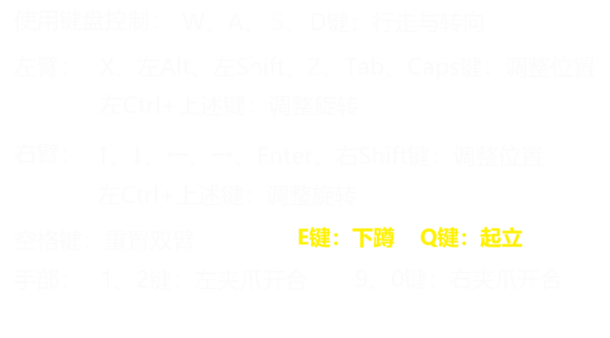 使用键盘控制： W、A、S、D键 行走与转向
左臂： X、左Alt、左Shift、Z、Tab、Caps键 调整位置
左Ctrl+上述键：调整旋转
右臂： Enter、右Shift键：调整位置
左Ctrl+上述键：调整旋转
空格键：重置双臂 E键：下蹲 Q键：起立
手部： 1、2键：左夹爪开合 9、0键：右夹爪开合